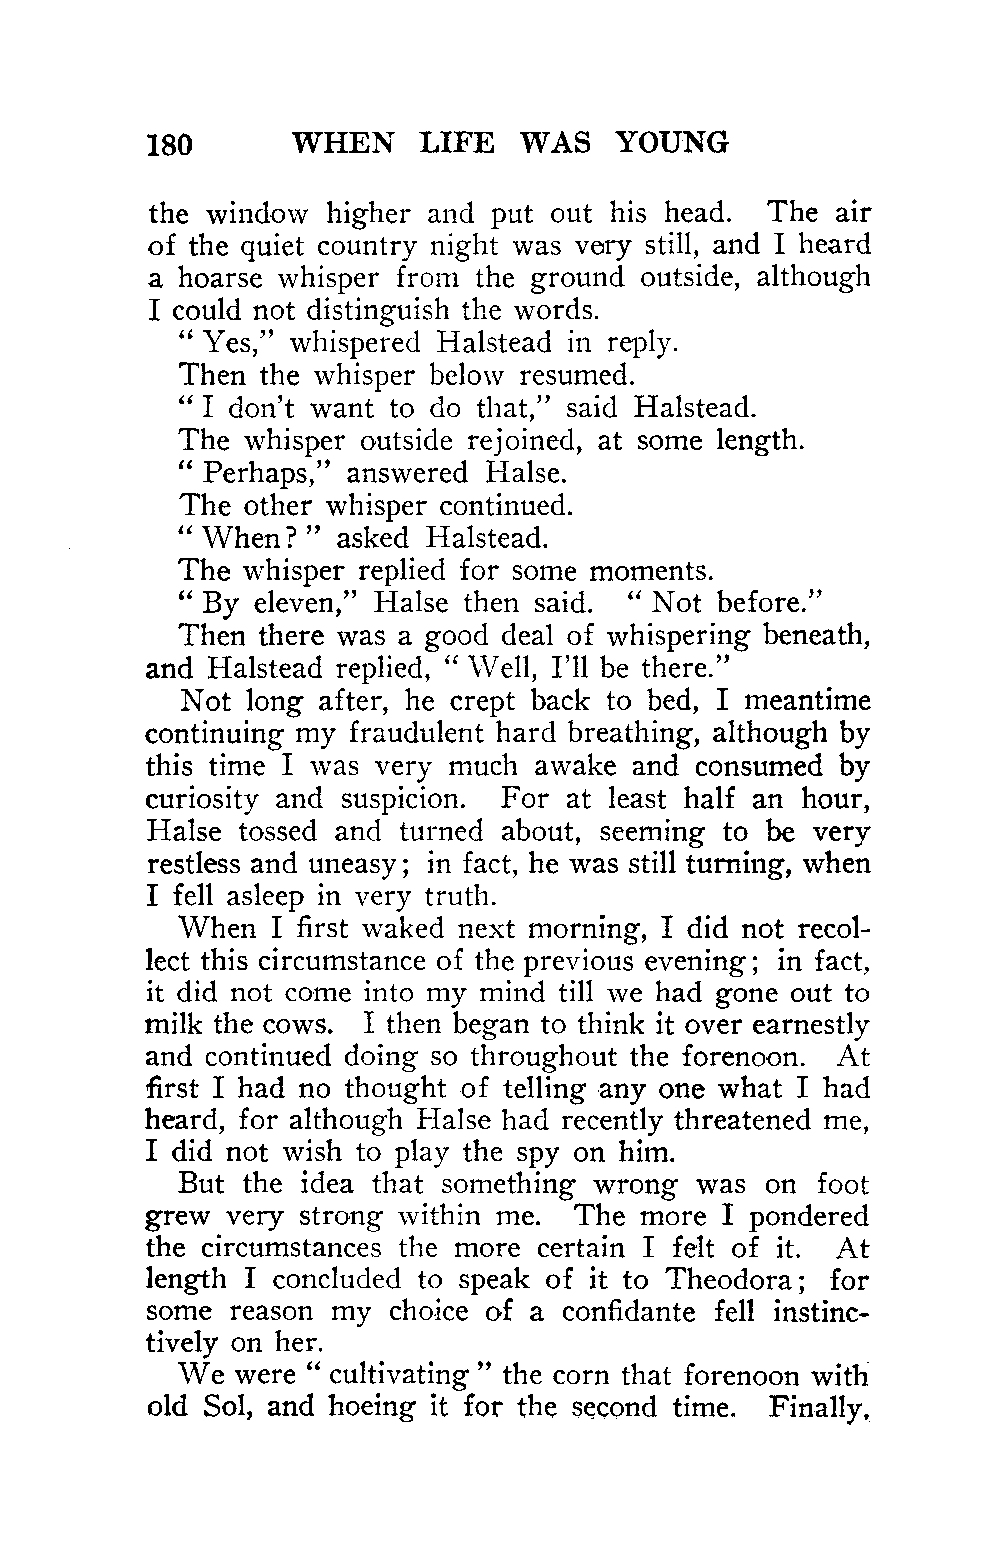 180 WHEN LIFE WAS YOUNG
the window higher and put out his head. The air
of the quiet country night was very still, and I heard
a hoarse whisper from the ground outside, although
I could not distinguish the words.
“ Yes,” whispered Halstead in reply.
Then the whisper below resumed.
“ I don’t want to do that,” said Halstead.
The whisper outside rejoined, at some length.
“ Perhaps,” answered Halse.
The other whisper continued.
“ When? ” asked Halstead.
The whisper replied for some moments.
“ By eleven,” Halse then said. “ Not before.”
Then there was a good deal of whispering beneath,
and Halstead replied, “ Well, I’ll be there.”
Not long after, he crept back to bed, I meantime
continuing my fraudulent hard breathing, although by
this time I was very much awake and consumed by
curiosity and suspicion. For at least half an hour,
Halse tossed and turned about, seeming to be very
restless and uneasy; in fact, he was still turning, when
I fell asleep in very truth.
When I first waked next morning, I did not recol-
lect this circumstance of the previous evening; in fact,
it did not come into my mind till we had gone out to
milk the cows. I then began to think it over earnestly
and continued doing so throughout the forenoon. At
first I had no thought of telling any one what I had
heard, for although Halse had recently threatened me,
I did not wish to play the spy on him.
But the idea that something wrong was on foot
grew very strong within me. The more I pondered
the circumstances the more certain I felt of it. At
length I concluded to speak of it to Theodora; for
some reason my choice of a confidante fell instinc-
tively on her.
We were “ cultivating ” the corn that forenoon with
old Sol, and hoeing it for the second time. Finally,